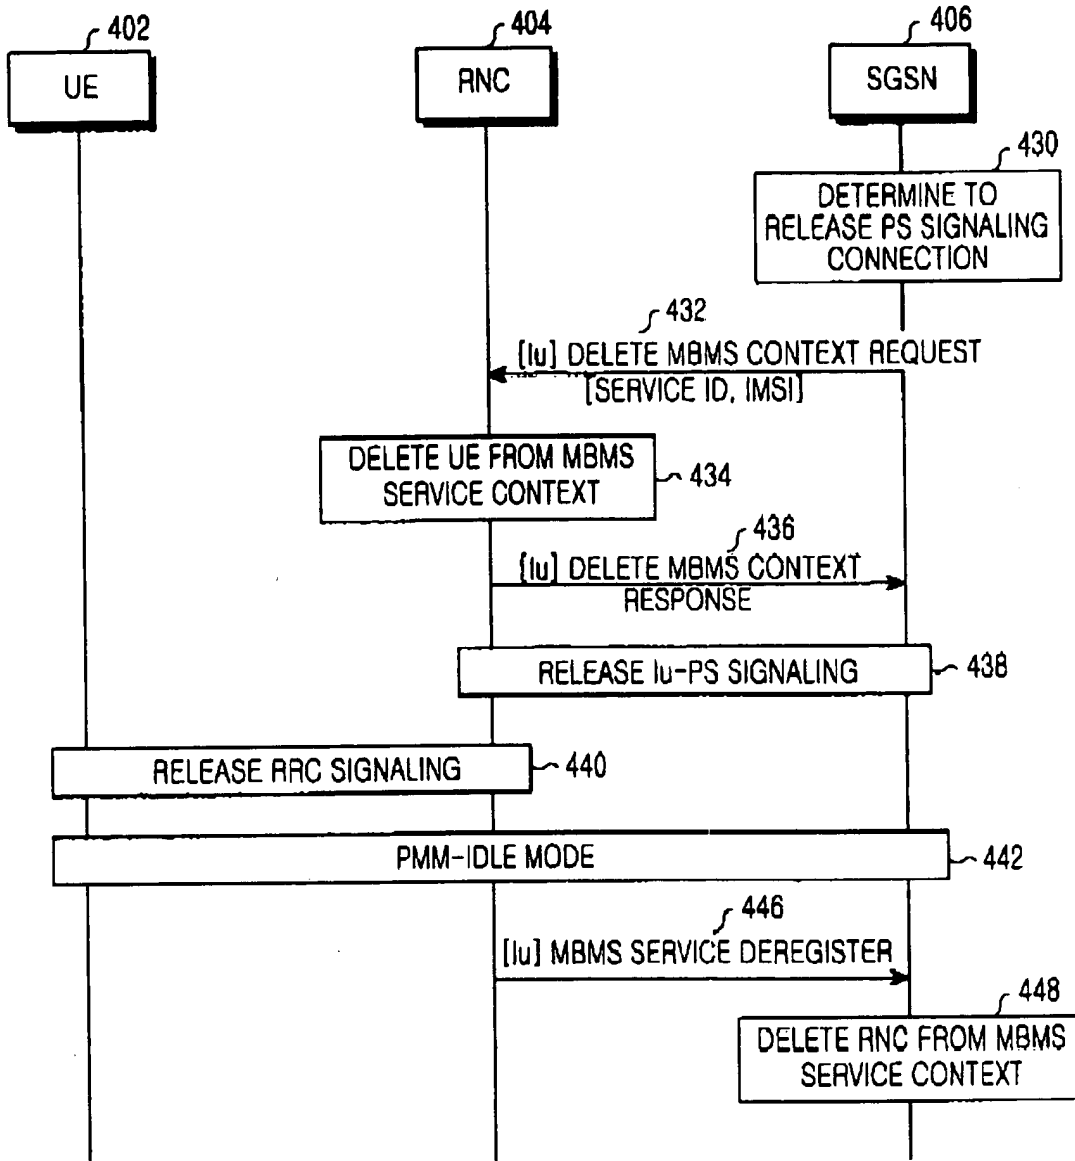 402
404
406
UE
RNC
SGSN
430
DETERMINE TO
RELEASE PS SIGNALING
CONNECTION
432
[Iu] DELETE MBMS CONTEXT REQUEST
[SERVICE ID, IMSI]
DELETE UE FROM MBMS
SERVICE CONTEXT
434
436
[Iu] DELETE MBMS CONTEXT
RESPONSE
RELEASE Iu-PS SIGNALING
438
RELEASE RRC SIGNALING
440
PMM-IDLE MODE
442
446
[Iu] MBMS SERVICE DEREGISTER
448
DELETE RNC FROM MBMS
SERVICE CONTEXT